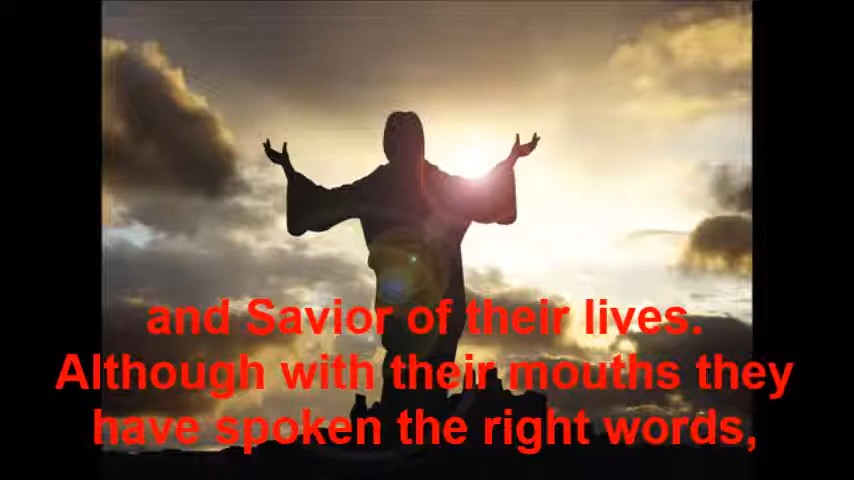 and Savior of their lives.
Although with their mouths they
have spoken the right words,